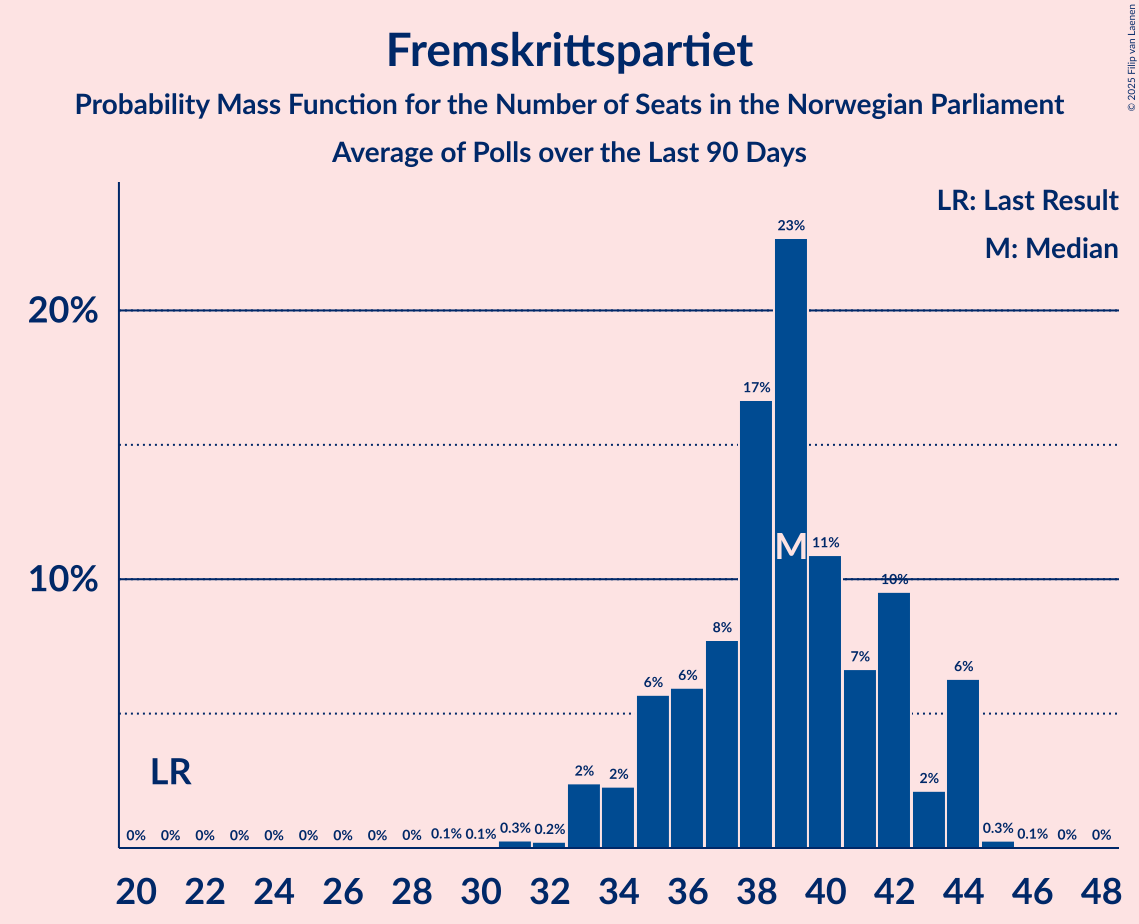 Fremskrittspartiet
Probability Mass Function for the Number of Seats in the Norwegian Parliament
Average of Polls over the Last 90 Days
© 2025 Filip van Laenen
LR: Last Result
M: Median
20%
10%
LR
M
0% 0% 0% 0% 0% 0% 0% 0% 0% 0.1% 0.1% 0.3% 0.2% 2% 2% 6% 6% 8% 17% 23% 11% 7% 10% 2% 6% 0.3% 0.1% 0% 0%
20 22 24 26 28 30 32 34 36 38 40 42 44 46 48